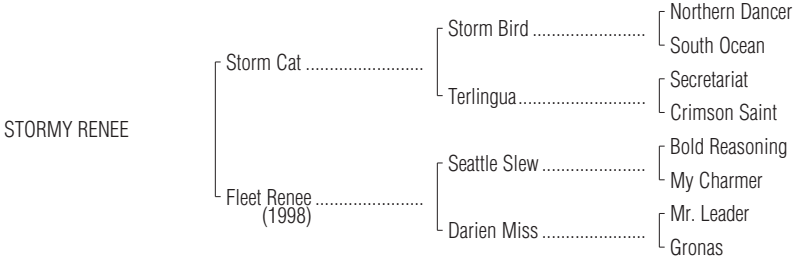 Northern Dancer
Storm Bird ........................
South Ocean
Storm Cat .........................
Secretariat
Terlingua...........................
Crimson Saint
STORMY RENEE
Bold Reasoning
Seattle Slew ......................
My Charmer
Fleet Renee .......................
(1998)
Mr. Leader
Darien Miss ......................
Gronas